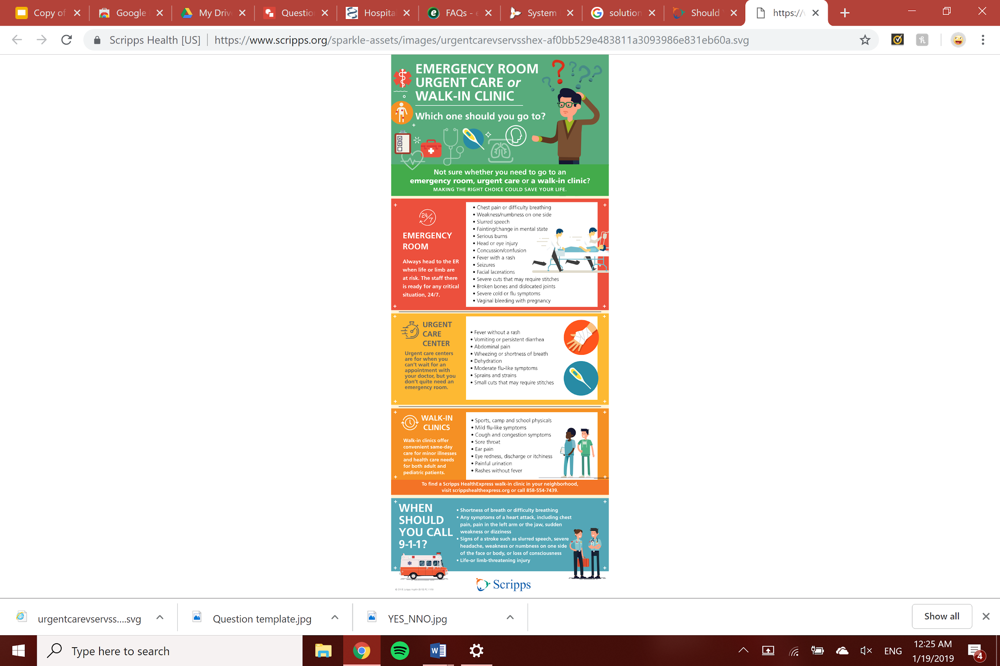 Copy of
Google
My Driv
Questio
Hospita
FAQs - e
System
solution
Should
https://
Scripps Health [US]
https://www.scripps.org/sparkle-assets/images/urgentcarevservsshex-af0bb529e483811a3093986e831eb60a.svg
EMERGENCY ROOM
URGENT CARE or
WALK-IN CLINIC
Which one should you go to?
Not sure whether you need to go to an
emergency room, urgent care or a walk-in clinic?
MAKING THE RIGHT CHOICE COULD SAVE YOUR LIFE.
24/7
EMERGENCY
ROOM
Always head to the ER
when life or limb are
at risk. The staff there
is ready for any critical
situation, 24/7.
• Chest pain or difficulty breathing
• Weakness/numbness on one side
• Slurred speech
• Fainting/change in mental state
• Serious burns
• Head or eye injury
• Concussion/confusion
• Fever with a rash
• Seizures
• Facial lacerations
• Severe cuts that may require stitches
• Broken bones and dislocated joints
• Severe cold or flu symptoms
• Vaginal bleeding with pregnancy
URGENT
CARE
CENTER
Urgent care centers
are for when you
can't wait for an
appointment with
your doctor, but you
don't quite need an
emergency room.
• Fever without a rash
• Vomiting or persistent diarrhea
• Abdominal pain
• Wheezing or shortness of breath
• Dehydration
• Moderate flu-like symptoms
• Sprains and strains
• Small cuts that may require stitches
WALK-IN
CLINICS
Walk-in clinics offer
convenient same-day
care for minor illnesses
and health care needs
for both adult and
pediatric patients.
• Sports, camp and school physicals
• Mild flu-like symptoms
• Cough and congestion symptoms
• Sore throat
• Ear pain
• Eye redness, discharge or itchiness
• Painful urination
• Rashes without fever
To find a Scripps HealthExpress walk-in clinic in your neighborhood,
visit scrippshealthexpress.org or call 858-554-7439.
WHEN
SHOULD
YOU CALL
9-1-1?
• Shortness of breath or difficulty breathing
• Any symptoms of a heart attack, including chest
pain, pain in the left arm or the jaw, sudden
weakness or dizziness
• Signs of a stroke such as slurred speech, severe
headache, weakness or numbness on one side
of the face or body, or loss of consciousness
• Life-or limb-threatening injury
Scripps
© 2018 Scripps Health (8/18) RC-1109
urgentcarevservss....svg
Question template.jpg
YES_NNO.jpg
Show all
Type here to search
ENG
12:25 AM
1/19/2019
4